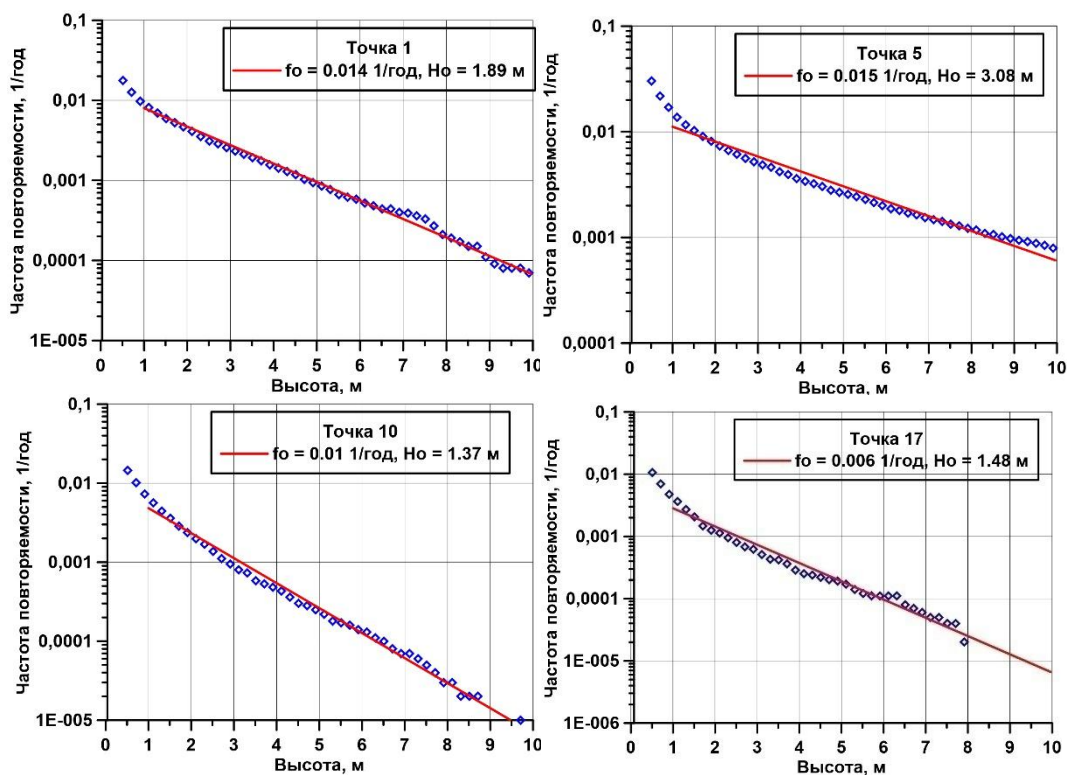 Частота повторяемости, 1/год
0,1
0,01
0,001
0,0001
1E-005
Точка 1
fo = 0.014 1/год, Ho = 1.89 м
0 1 2 3 4 5 6 7 8 9 10
Высота, м
Частота повторяемости, 1/год
0,1
0,01
0,001
0,0001
Точка 5
fo = 0.015 1/год, Ho = 3.08 м
0 1 2 3 4 5 6 7 8 9 10
Высота, м
Частота повторяемости, 1/год
0,1
0,01
0,001
0,0001
1E-005
Точка 10
fo = 0.01 1/год, Ho = 1.37 м
0 1 2 3 4 5 6 7 8 9 10
Высота, м
Частота повторяемости, 1/год
0,1
0,01
0,001
0,0001
1E-005
1E-006
Точка 17
fo = 0.006 1/год, Ho = 1.48 м
0 1 2 3 4 5 6 7 8 9 10
Высота, м